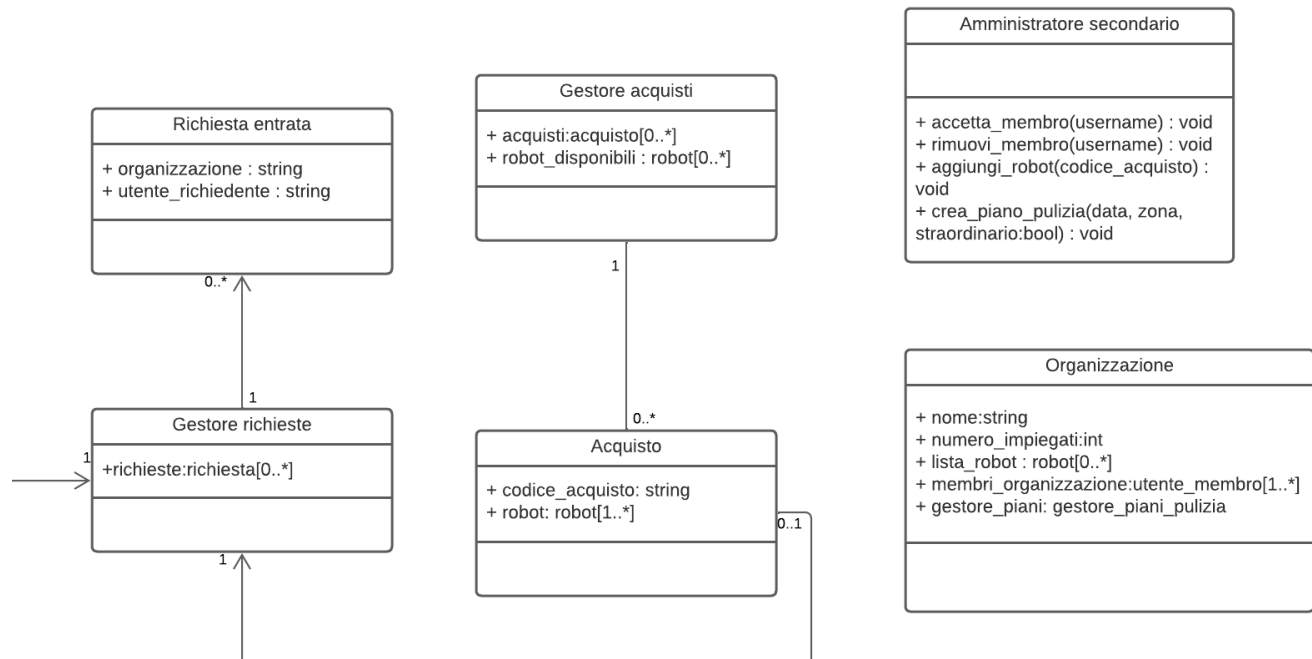 Richiesta entrata
+ organizzazione : string
+ utente_richiedente : string
0..*
1
Gestore richieste
+richieste:richiesta[0..*]
1
1
Gestore acquisti
+ acquisti:acquisto[0..*]
+ robot_disponibili : robot[0..*]
1
0..*
Acquisto
+ codice_acquisto: string
+ robot: robot[1..*]
0..1
Amministratore secondario
+ accetta_membro(username) : void
+ rimuovi_membro(username) : void
+ aggiungi_robot(codice_acquisto) :
void
+ crea_piano_pulizia(data, zona,
straordinario:bool) : void
Organizzazione
+ nome:string
+ numero_impiegati:int
+ lista_robot : robot[0..*]
+ membri_organizzazione:utente_membro[1..*]
+ gestore_piani: gestore_piani_pulizia